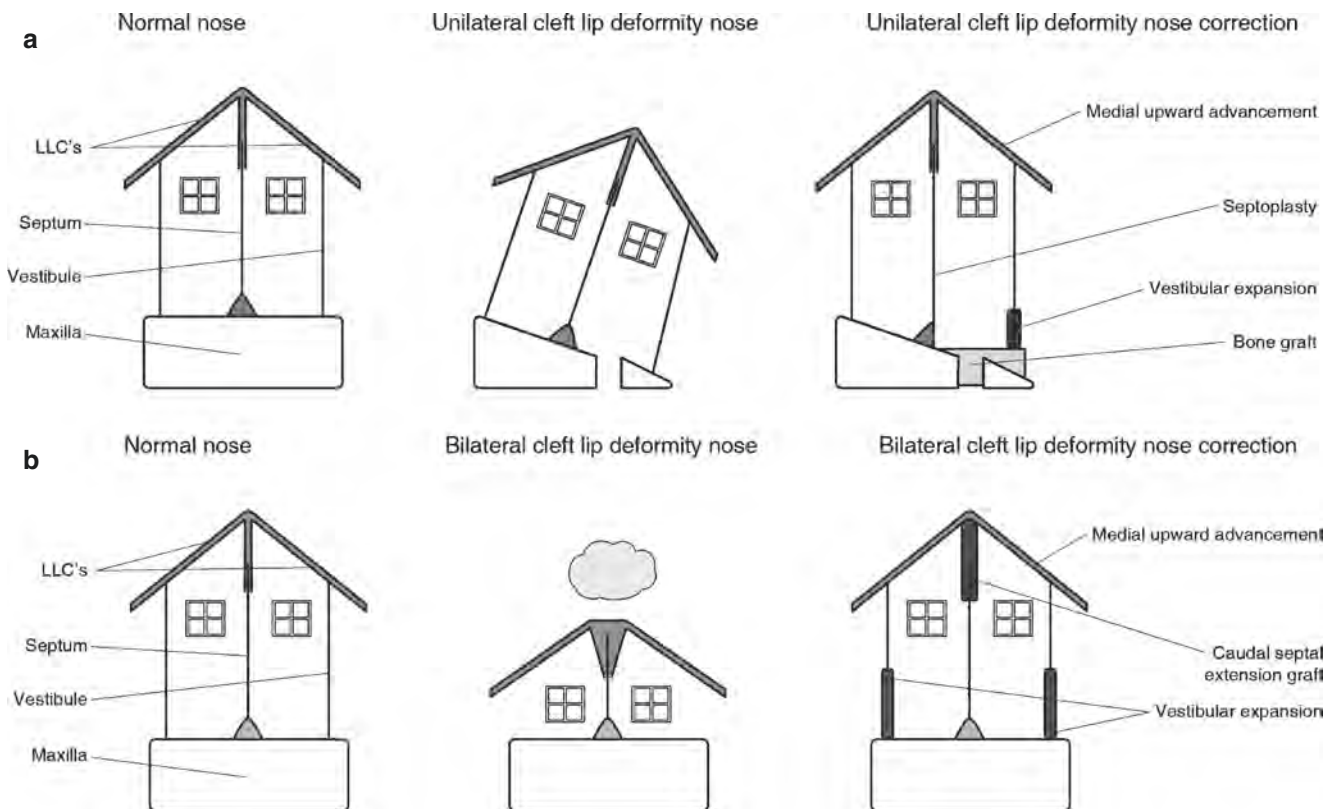 a
Normal nose
Unilateral cleft lip deformity nose
Unilateral cleft lip deformity nose correction
LLC's
Septum
Vestibule
Maxilla
Medial upward advancement
Septoplasty
Vestibular expansion
Bone graft
b
Normal nose
Bilateral cleft lip deformity nose
Bilateral cleft lip deformity nose correction
LLC's
Septum
Vestibule
Maxilla
Medial upward advancement
Caudal septal
extension graft
Vestibular expansion